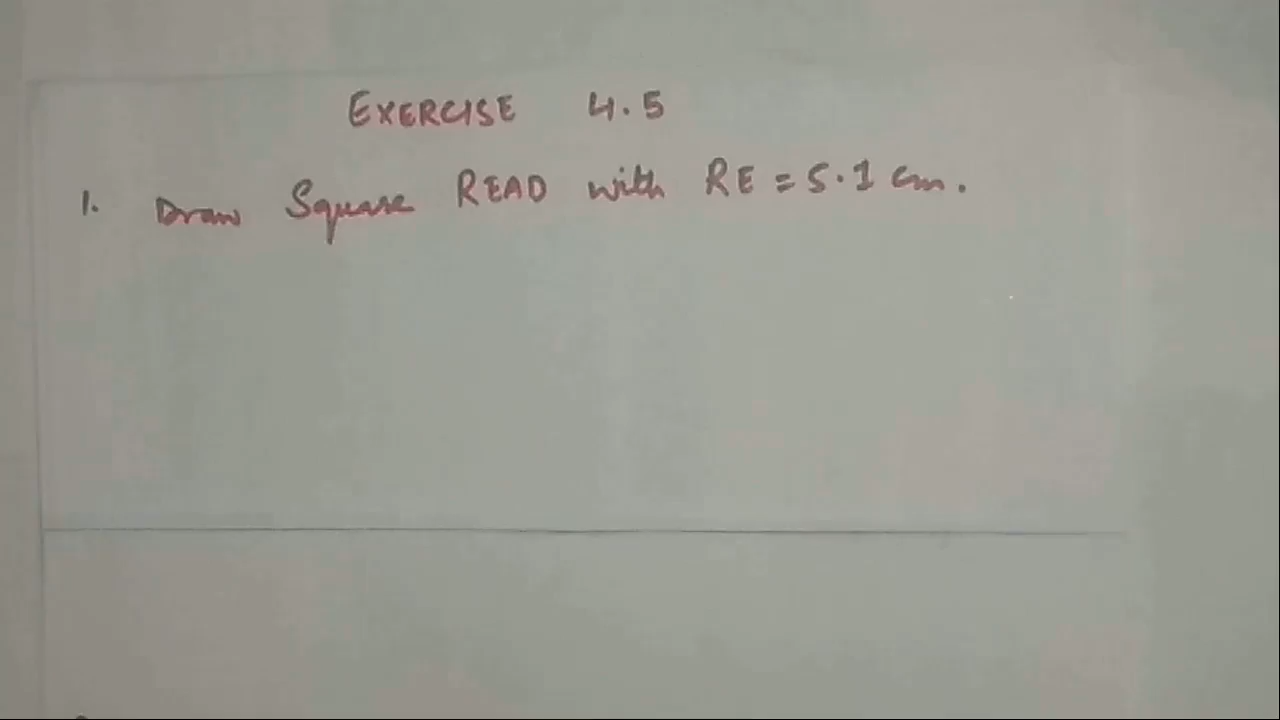 EXERCISE 4.5
1. Draw Square READ with RE = 5.1 cm.